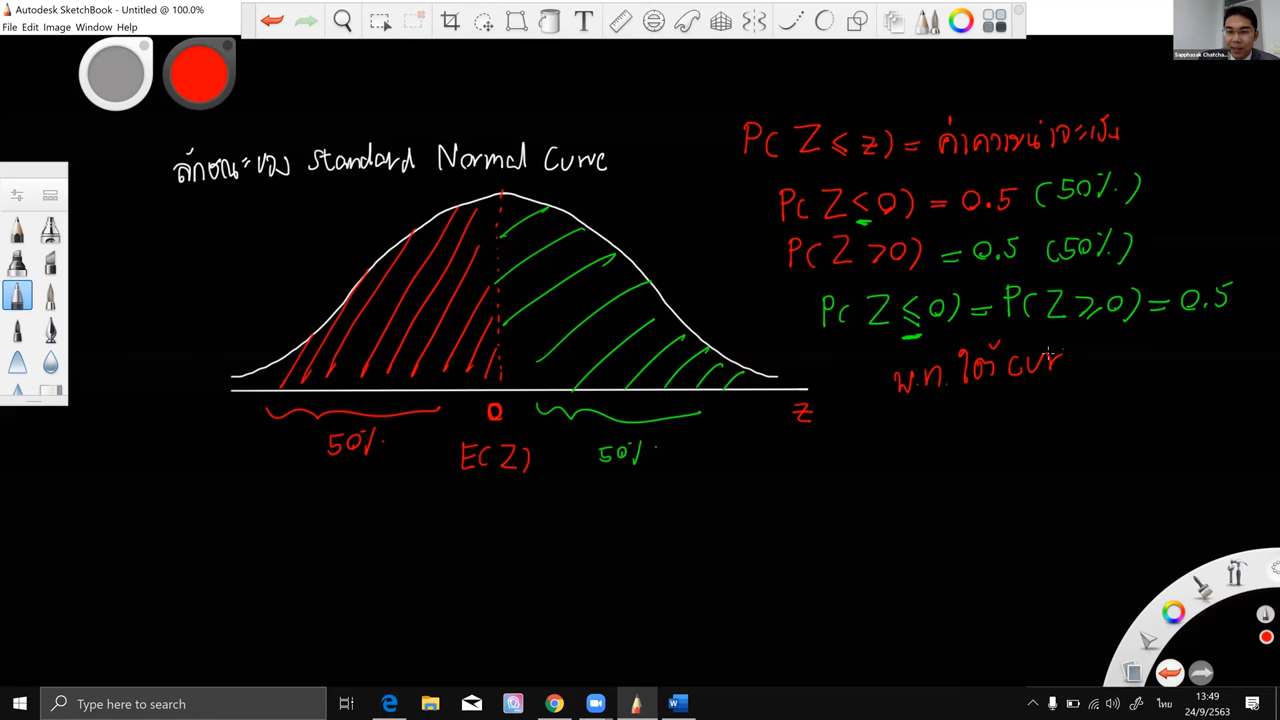 Autodesk SketchBook - Untitled @ 100.0%
File Edit Image Window Help
Sapphasak Chatcha...
ลักษณะของ Standard Normal Curve
P( Z ≤ z) = ค่าความน่าจะเป็น
P( Z ≤ 0) = 0.5 (50%)
P( Z > 0) = 0.5 (50%)
P( Z ≤ 0) = P( Z ≥ 0) = 0.5
พ.ท. ใต้ cur
0
z
50%
E( Z )
50%
Type here to search
ไทย
13:49
24/9/2563